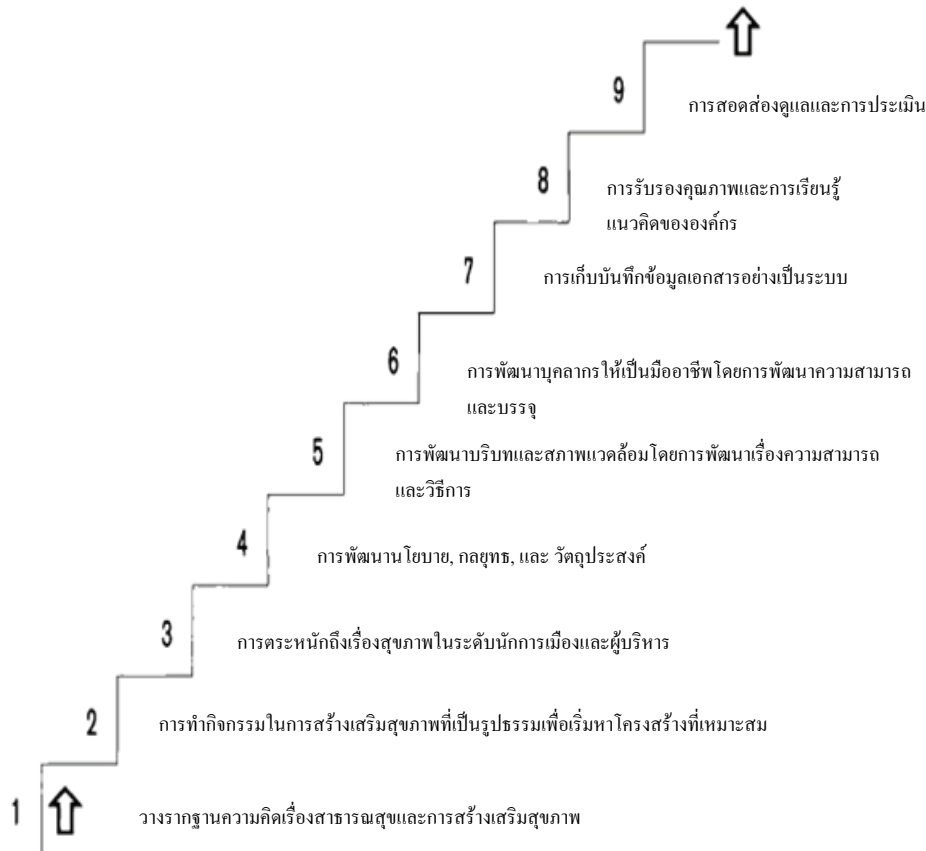 9
การสอดส่องดูแลและการประเมิน
8
การรับรองคุณภาพและการเรียนรู้
แนวคิดขององค์กร
7
การเก็บบันทึกข้อมูลเอกสารอย่างเป็นระบบ
6
การพัฒนาบุคลากรให้เป็นมืออาชีพโดยการพัฒนาความสามารถ
และบรรจุ
5
การพัฒนาบริบทและสภาพแวดล้อมโดยการพัฒนาเรื่องความสามารถ
และวิธีการ
4
การพัฒนานโยบาย, กลยุทธ, และ วัตถุประสงค์
3
การตระหนักถึงเรื่องสุขภาพในระดับนักการเมืองและผู้บริหาร
2
การทำกิจกรรมในการสร้างเสริมสุขภาพที่เป็นรูปธรรมเพื่อเริ่มหาโครงสร้างที่เหมาะสม
1
วางรากฐานความคิดเรื่องสาธารณสุขและการสร้างเสริมสุขภาพ